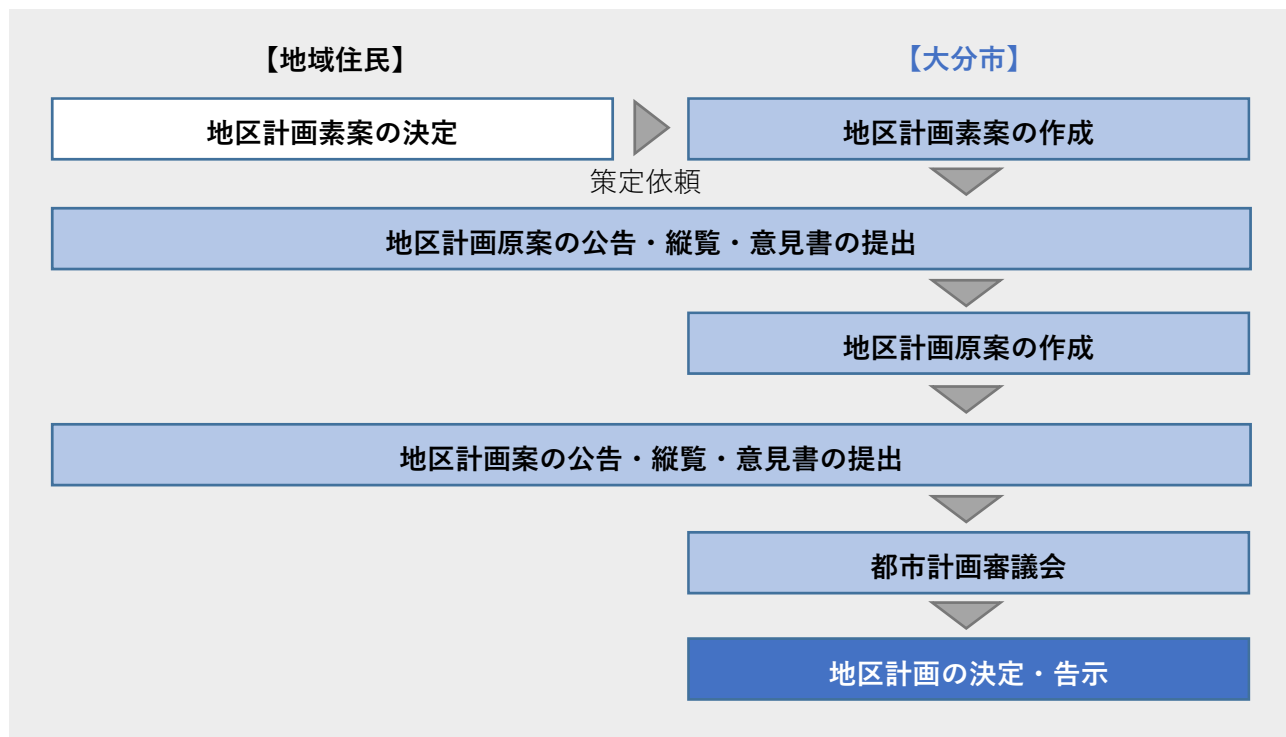 【地域住民】
【大分市】
地区計画素案の決定
地区計画素案の作成
策定依頼
地区計画原案の公告・縦覧・意見書の提出
地区計画原案の作成
地区計画案の公告・縦覧・意見書の提出
都市計画審議会
地区計画の決定・告示